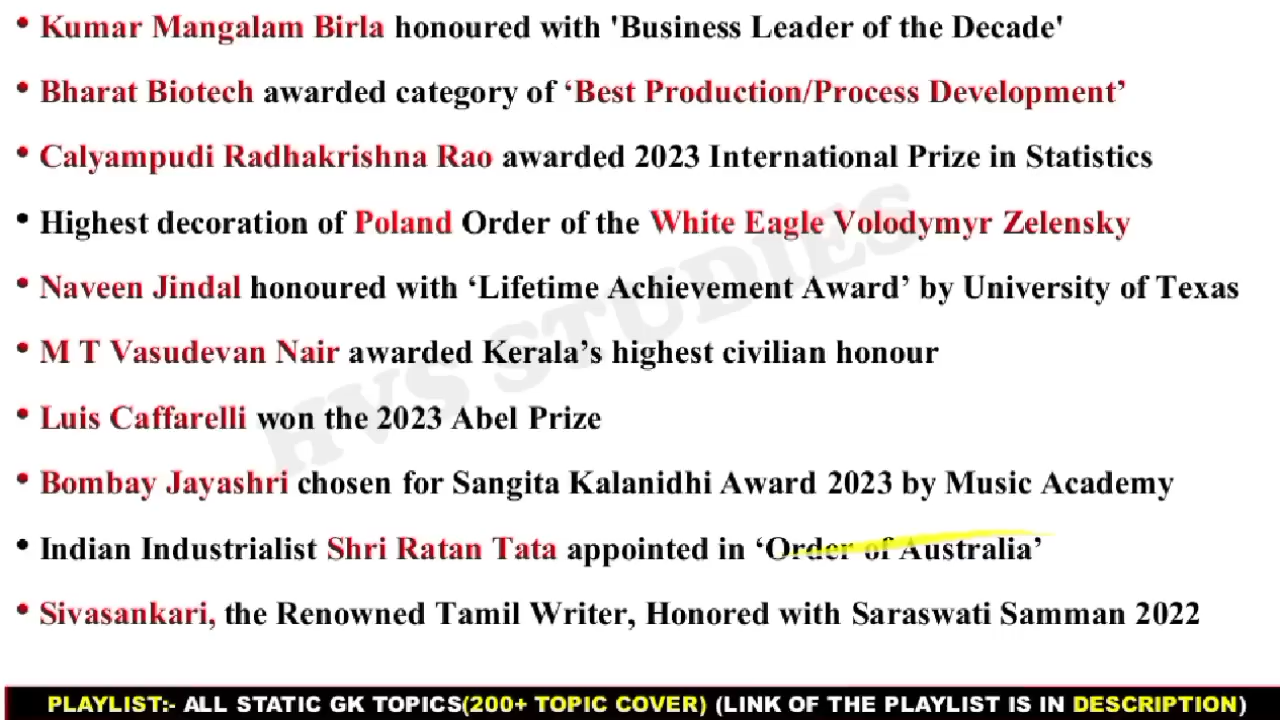 • Kumar Mangalam Birla honoured with 'Business Leader of the Decade'
• Bharat Biotech awarded category of ‘Best Production/Process Development’
• Calyampudi Radhakrishna Rao awarded 2023 International Prize in Statistics
• Highest decoration of Poland Order of the White Eagle Volodymyr Zelensky
• Naveen Jindal honoured with ‘Lifetime Achievement Award’ by University of Texas
• M T Vasudevan Nair awarded Kerala’s highest civilian honour
• Luis Caffarelli won the 2023 Abel Prize
• Bombay Jayashri chosen for Sangita Kalanidhi Award 2023 by Music Academy
• Indian Industrialist Shri Ratan Tata appointed in ‘Order of Australia’
• Sivasankari, the Renowned Tamil Writer, Honored with Saraswati Samman 2022
HVS STUDIES
PLAYLIST:- ALL STATIC GK TOPICS(200+ TOPIC COVER) (LINK OF THE PLAYLIST IS IN DESCRIPTION)